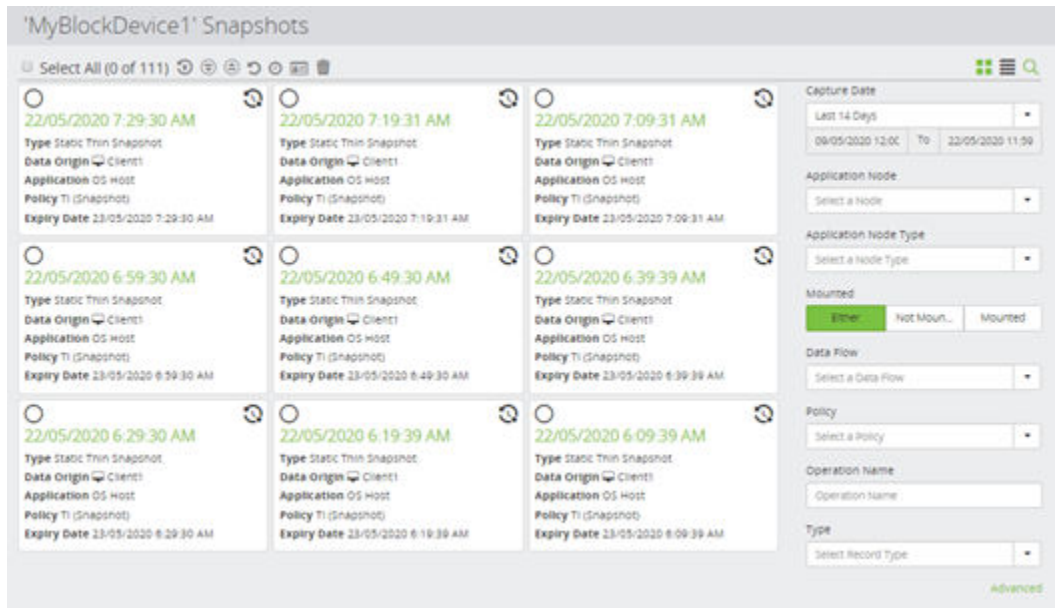 'MyBlockDevice1' Snapshots
Select All (0 of 111)
22/05/2020 7:29:30 AM
Type Static Thin Snapshot
Data Origin Client1
Application OS Host
Policy TI (Snapshot)
Expiry Date 23/05/2020 7:29:30 AM
22/05/2020 7:19:31 AM
Type Static Thin Snapshot
Data Origin Client1
Application OS Host
Policy TI (Snapshot)
Expiry Date 23/05/2020 7:19:31 AM
22/05/2020 7:09:31 AM
Type Static Thin Snapshot
Data Origin Client1
Application OS Host
Policy TI (Snapshot)
Expiry Date 23/05/2020 7:09:31 AM
22/05/2020 6:59:30 AM
Type Static Thin Snapshot
Data Origin Client1
Application OS Host
Policy TI (Snapshot)
Expiry Date 23/05/2020 6:59:30 AM
22/05/2020 6:49:30 AM
Type Static Thin Snapshot
Data Origin Client1
Application OS Host
Policy TI (Snapshot)
Expiry Date 23/05/2020 6:49:30 AM
22/05/2020 6:39:39 AM
Type Static Thin Snapshot
Data Origin Client1
Application OS Host
Policy TI (Snapshot)
Expiry Date 23/05/2020 6:39:39 AM
22/05/2020 6:29:30 AM
Type Static Thin Snapshot
Data Origin Client1
Application OS Host
Policy TI (Snapshot)
Expiry Date 23/05/2020 6:29:30 AM
22/05/2020 6:19:39 AM
Type Static Thin Snapshot
Data Origin Client1
Application OS Host
Policy TI (Snapshot)
Expiry Date 23/05/2020 6:19:39 AM
22/05/2020 6:09:39 AM
Type Static Thin Snapshot
Data Origin Client1
Application OS Host
Policy TI (Snapshot)
Expiry Date 23/05/2020 6:09:39 AM
Capture Date
Last 14 Days
09/05/2020 12:0 To 22/05/2020 11:59
Application Node
Select a Node
Application Node Type
Select a Node Type
Mounted
Either Not Moun... Mounted
Data Flow
Select a Data Flow
Policy
Select a Policy
Operation Name
Operation Name
Type
Select Record Type
Advanced